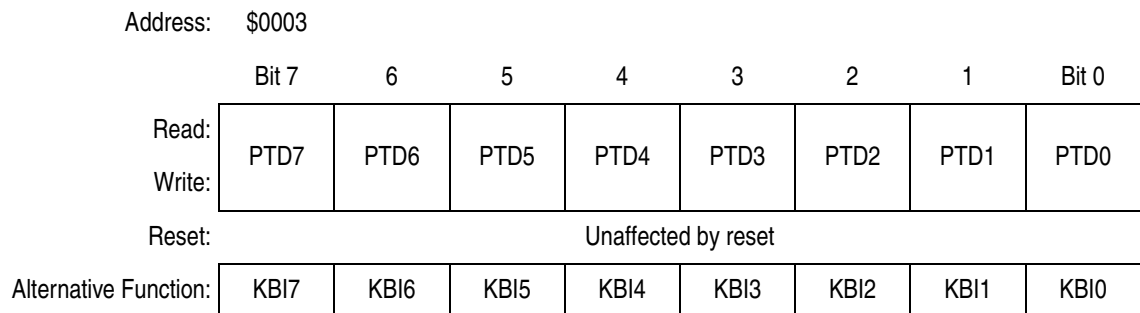 Address: $0003
Bit 7 6 5 4 3 2 1 Bit 0
Read:
PTD7 PTD6 PTD5 PTD4 PTD3 PTD2 PTD1 PTD0
Write:
Reset: Unaffected by reset
Alternative Function: KBI7 KBI6 KBI5 KBI4 KBI3 KBI2 KBI1 KBI0